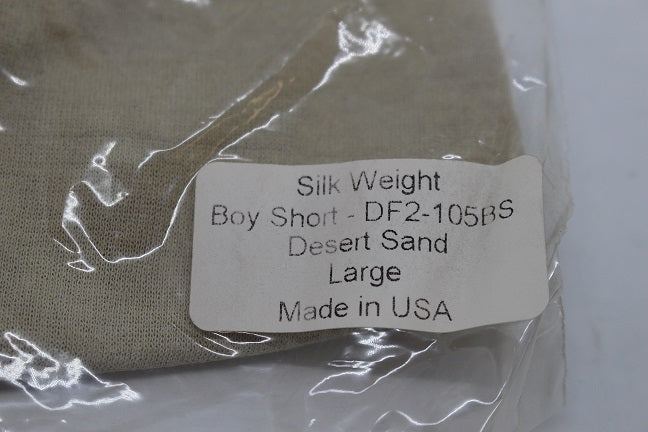 Silk Weight
Boy Short - DF2-105BS
Desert Sand
Large
Made in USA